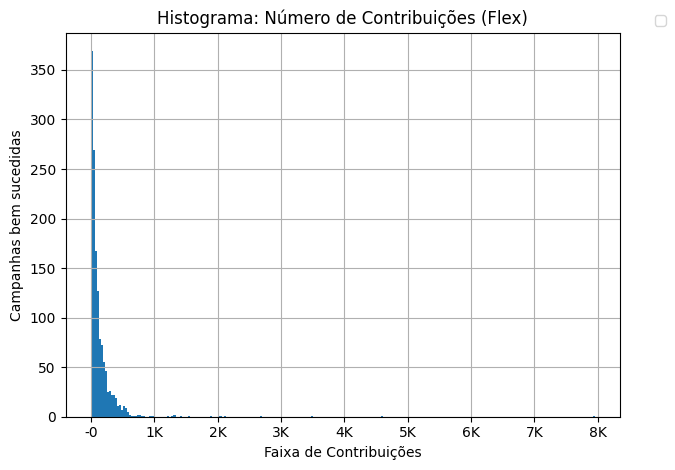 Histograma: Número de Contribuições (Flex)
Campanhas bem sucedidas
350
300
250
200
150
100
50
0
-0 1K 2K 3K 4K 5K 6K 7K 8K
Faixa de Contribuições